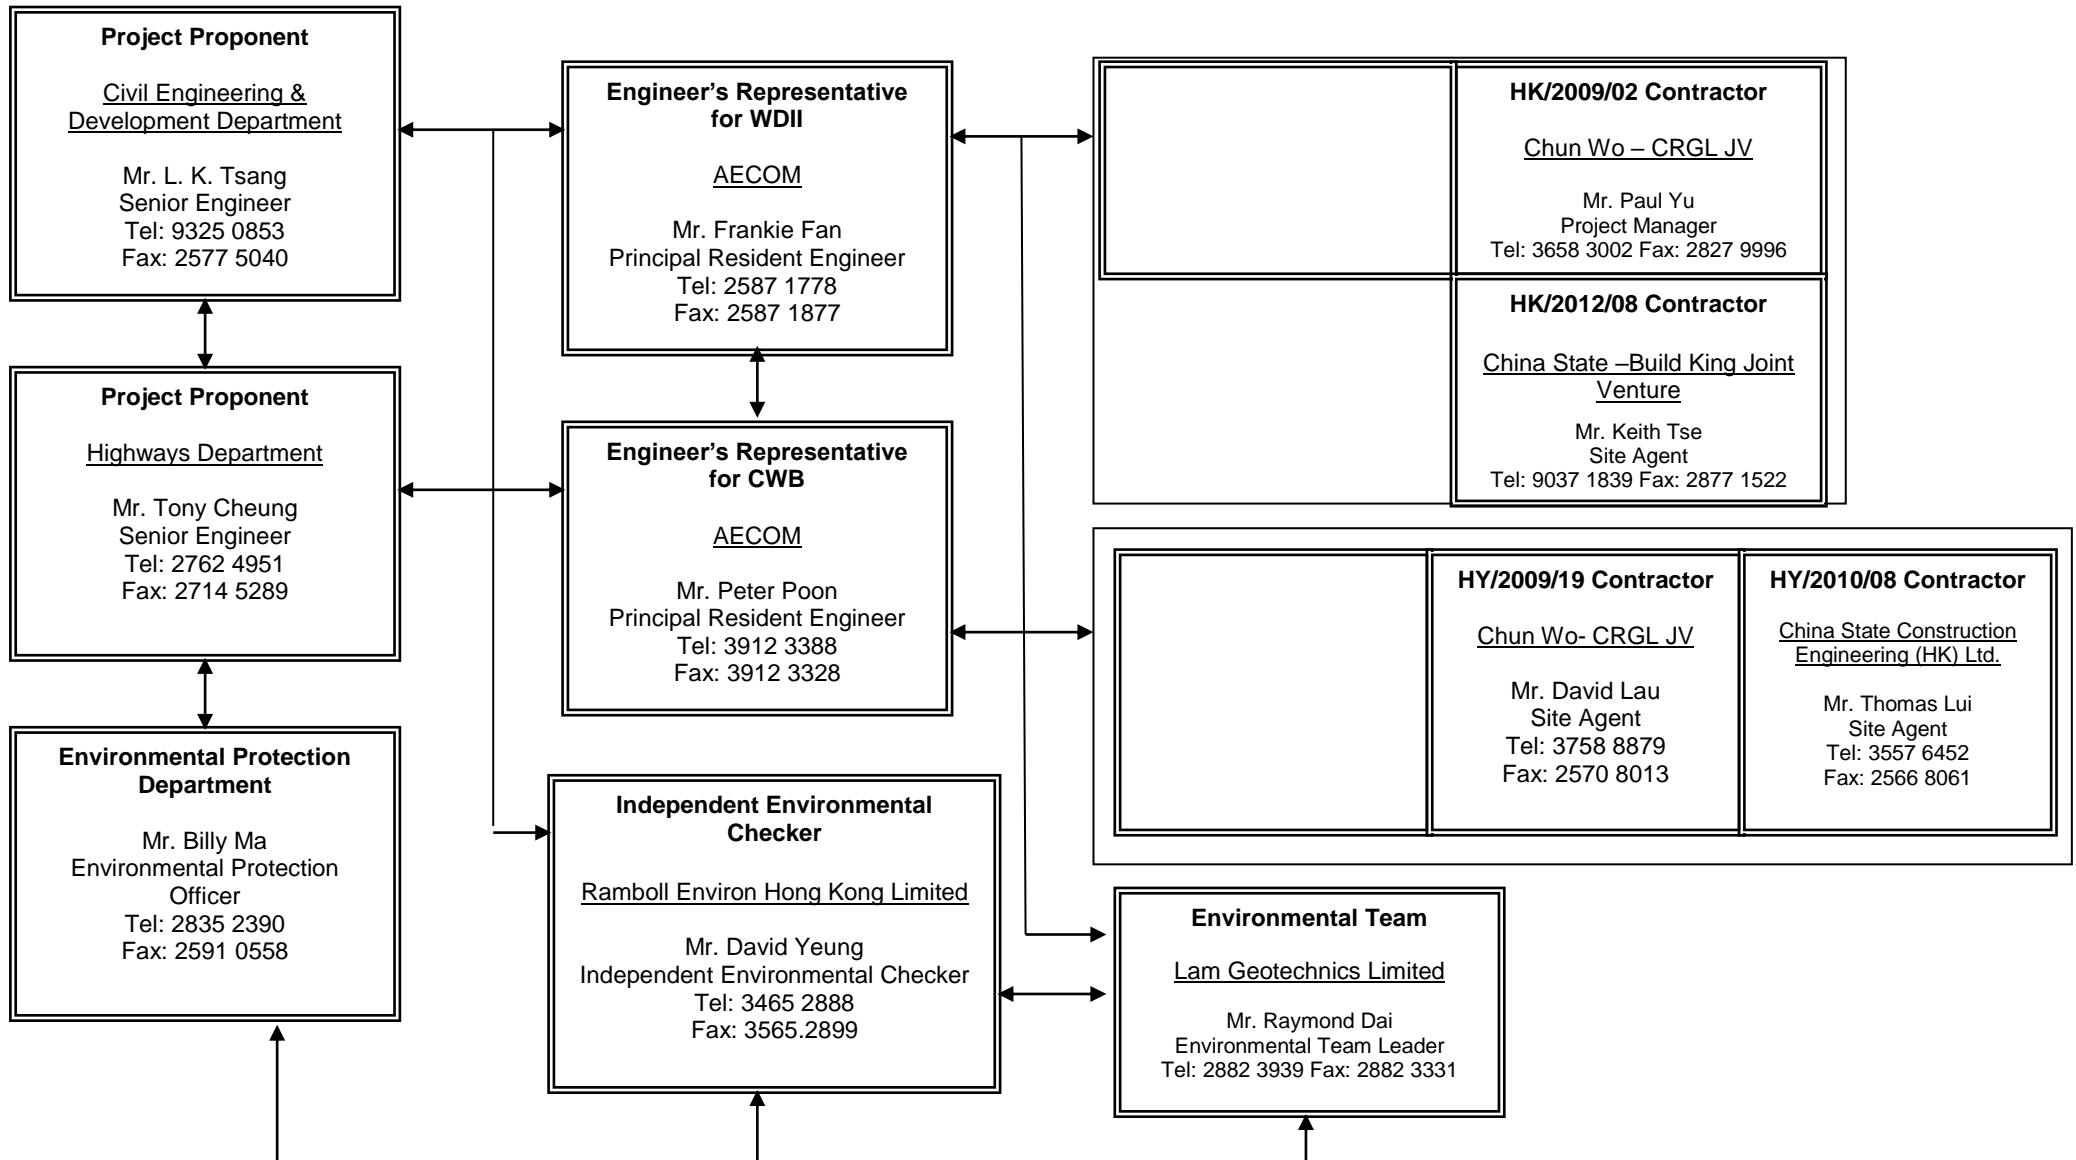 Project Proponent
Civil Engineering &
Development Department
Mr. L. K. Tsang
Senior Engineer
Tel: 9325 0853
Fax: 2577 5040
Project Proponent
Highways Department
Mr. Tony Cheung
Senior Engineer
Tel: 2762 4951
Fax: 2714 5289
Environmental Protection
Department
Mr. Billy Ma
Environmental Protection
Officer
Tel: 2835 2390
Fax: 2591 0558
Engineer’s Representative
for WDII
AECOM
Mr. Frankie Fan
Principal Resident Engineer
Tel: 2587 1778
Fax: 2587 1877
Engineer’s Representative
for CWB
AECOM
Mr. Peter Poon
Principal Resident Engineer
Tel: 3912 3388
Fax: 3912 3328
Independent Environmental
Checker
Ramboll Environ Hong Kong Limited
Mr. David Yeung
Independent Environmental Checker
Tel: 3465 2888
Fax: 3565.2899
HK/2009/02 Contractor
Chun Wo – CRGL JV
Mr. Paul Yu
Project Manager
Tel: 3658 3002 Fax: 2827 9996
HK/2012/08 Contractor
China State –Build King Joint
Venture
Mr. Keith Tse
Site Agent
Tel: 9037 1839 Fax: 2877 1522
HY/2009/19 Contractor
Chun Wo- CRGL JV
Mr. David Lau
Site Agent
Tel: 3758 8879
Fax: 2570 8013
HY/2010/08 Contractor
China State Construction
Engineering (HK) Ltd.
Mr. Thomas Lui
Site Agent
Tel: 3557 6452
Fax: 2566 8061
Environmental Team
Lam Geotechnics Limited
Mr. Raymond Dai
Environmental Team Leader
Tel: 2882 3939 Fax: 2882 3331